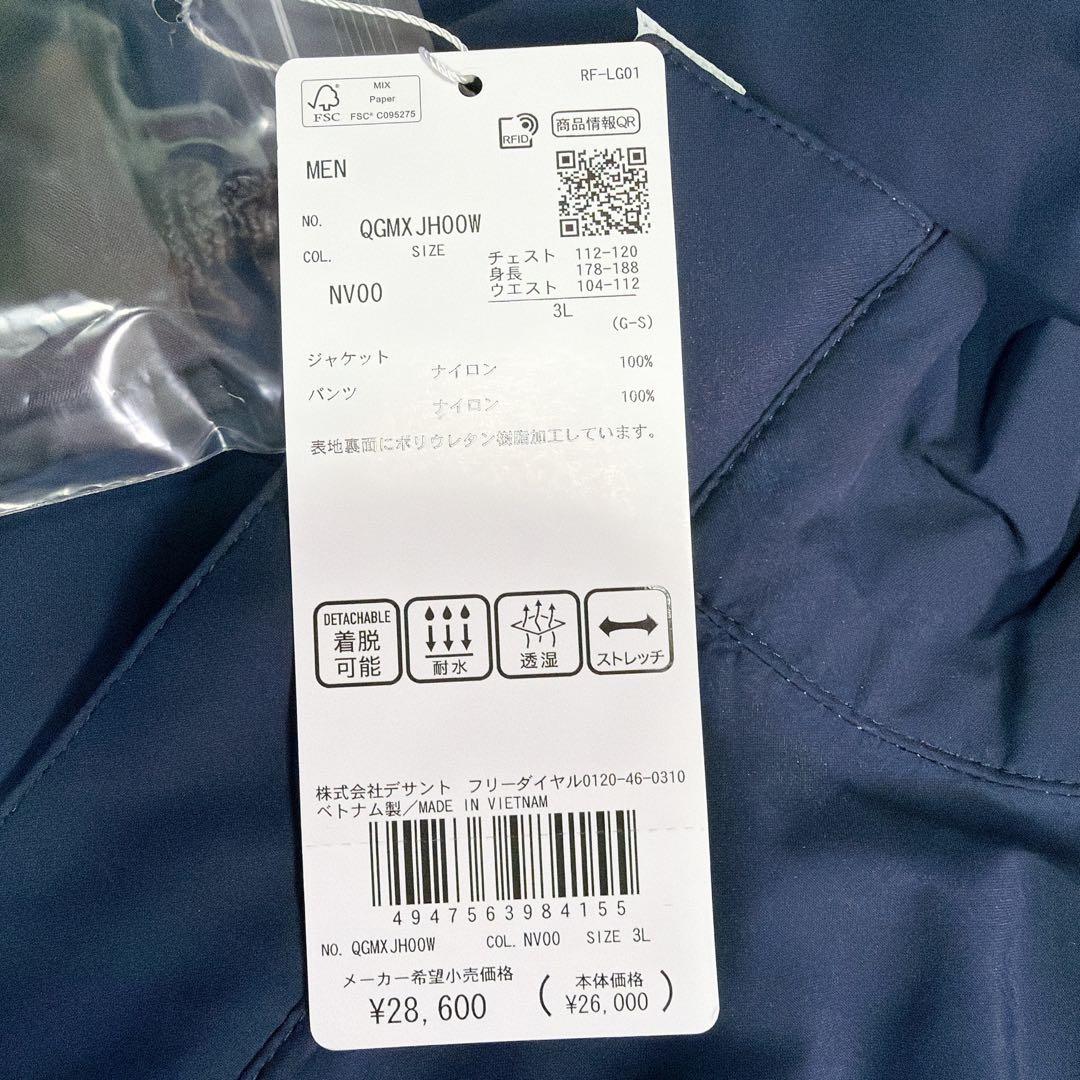 RF-LG01
MIX
Paper
FSC® C095275
FSC
RFID
商品情報QR
MEN
NO. QGMXJH00W
COL. SIZE
チェスト 112-120
身長 178-188
ウエスト 104-112
NV00
3L
(G-S)
ジャケット ナイロン 100%
パンツ ナイロン 100%
表地裏面にポリウレタン樹脂加工しています。
DETACHABLE
着脱
可能
耐水
透湿
ストレッチ
株式会社デサント フリーダイヤル0120-46-0310
ベトナム製/MADE IN VIETNAM
4947563984155
NO. QGMXJH00W COL. NV00 SIZE 3L
メーカー希望小売価格
¥28,600
(本体価格
¥26,000)